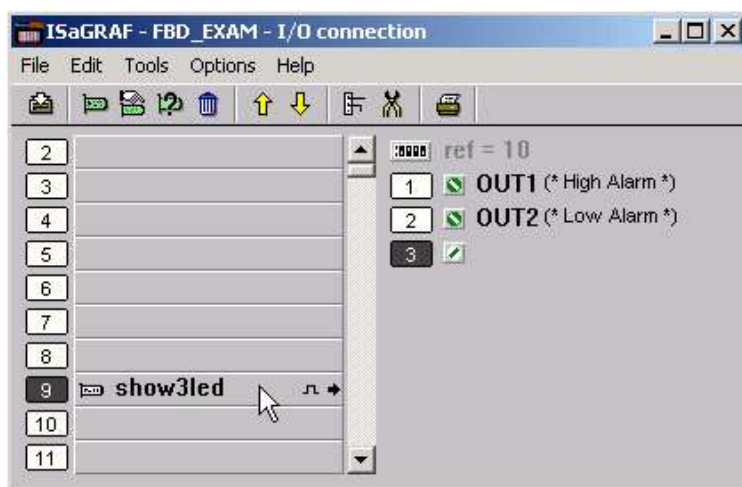 ISaGRAF - FBD_EXAM - I/O connection
File Edit Tools Options Help
2
3
4
5
6
7
8
9 show3led
10
11
ref = 10
1 OUT1 (* High Alarm *)
2 OUT2 (* Low Alarm *)
3